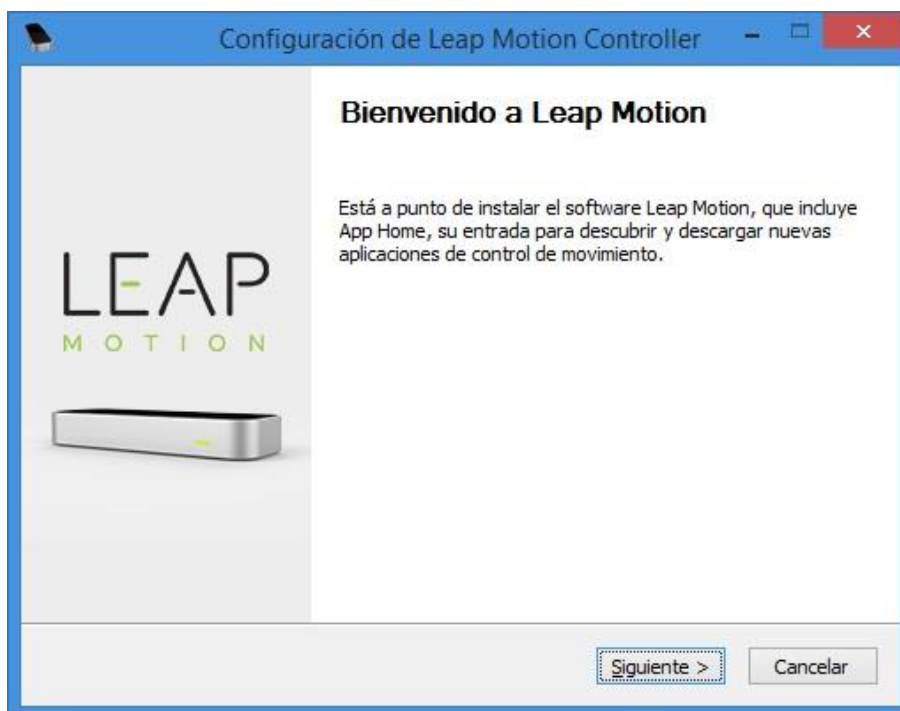 Configuración de Leap Motion Controller
Bienvenido a Leap Motion
Está a punto de instalar el software Leap Motion, que incluye
App Home, su entrada para descubrir y descargar nuevas
aplicaciones de control de movimiento.
LEAP
MOTION
Siguiente >
Cancelar